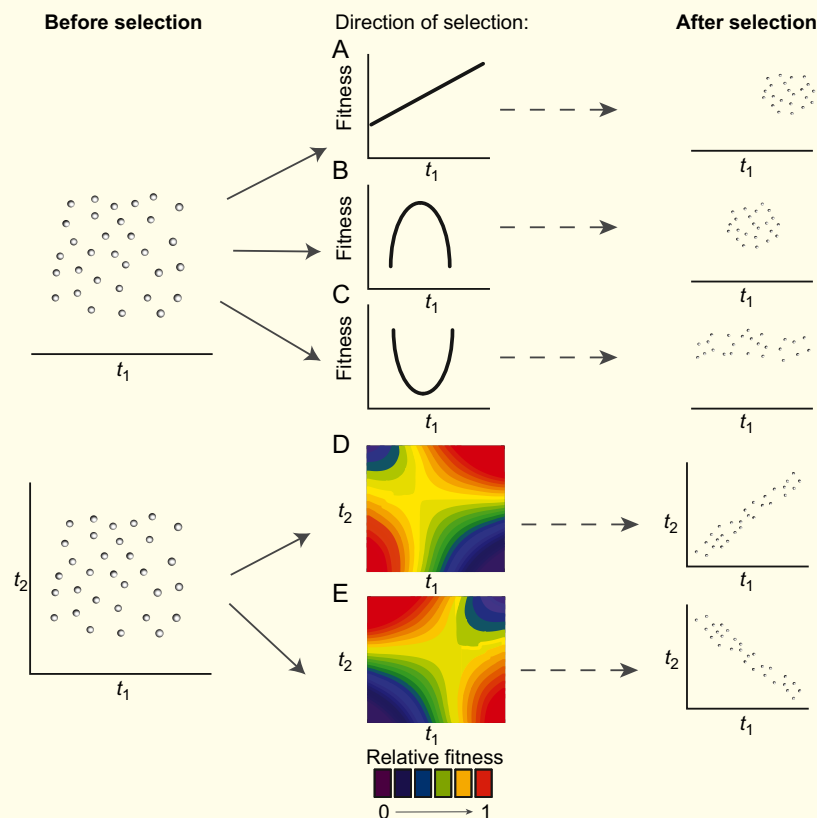 Before selection
Direction of selection:
After selection
A
Fitness
t1
t1
B
Fitness
t1
t1
t1
C
Fitness
t1
t1
D
t2
t1
t2
t1
t2
t1
E
t2
t1
t2
t1
Relative fitness
0
1